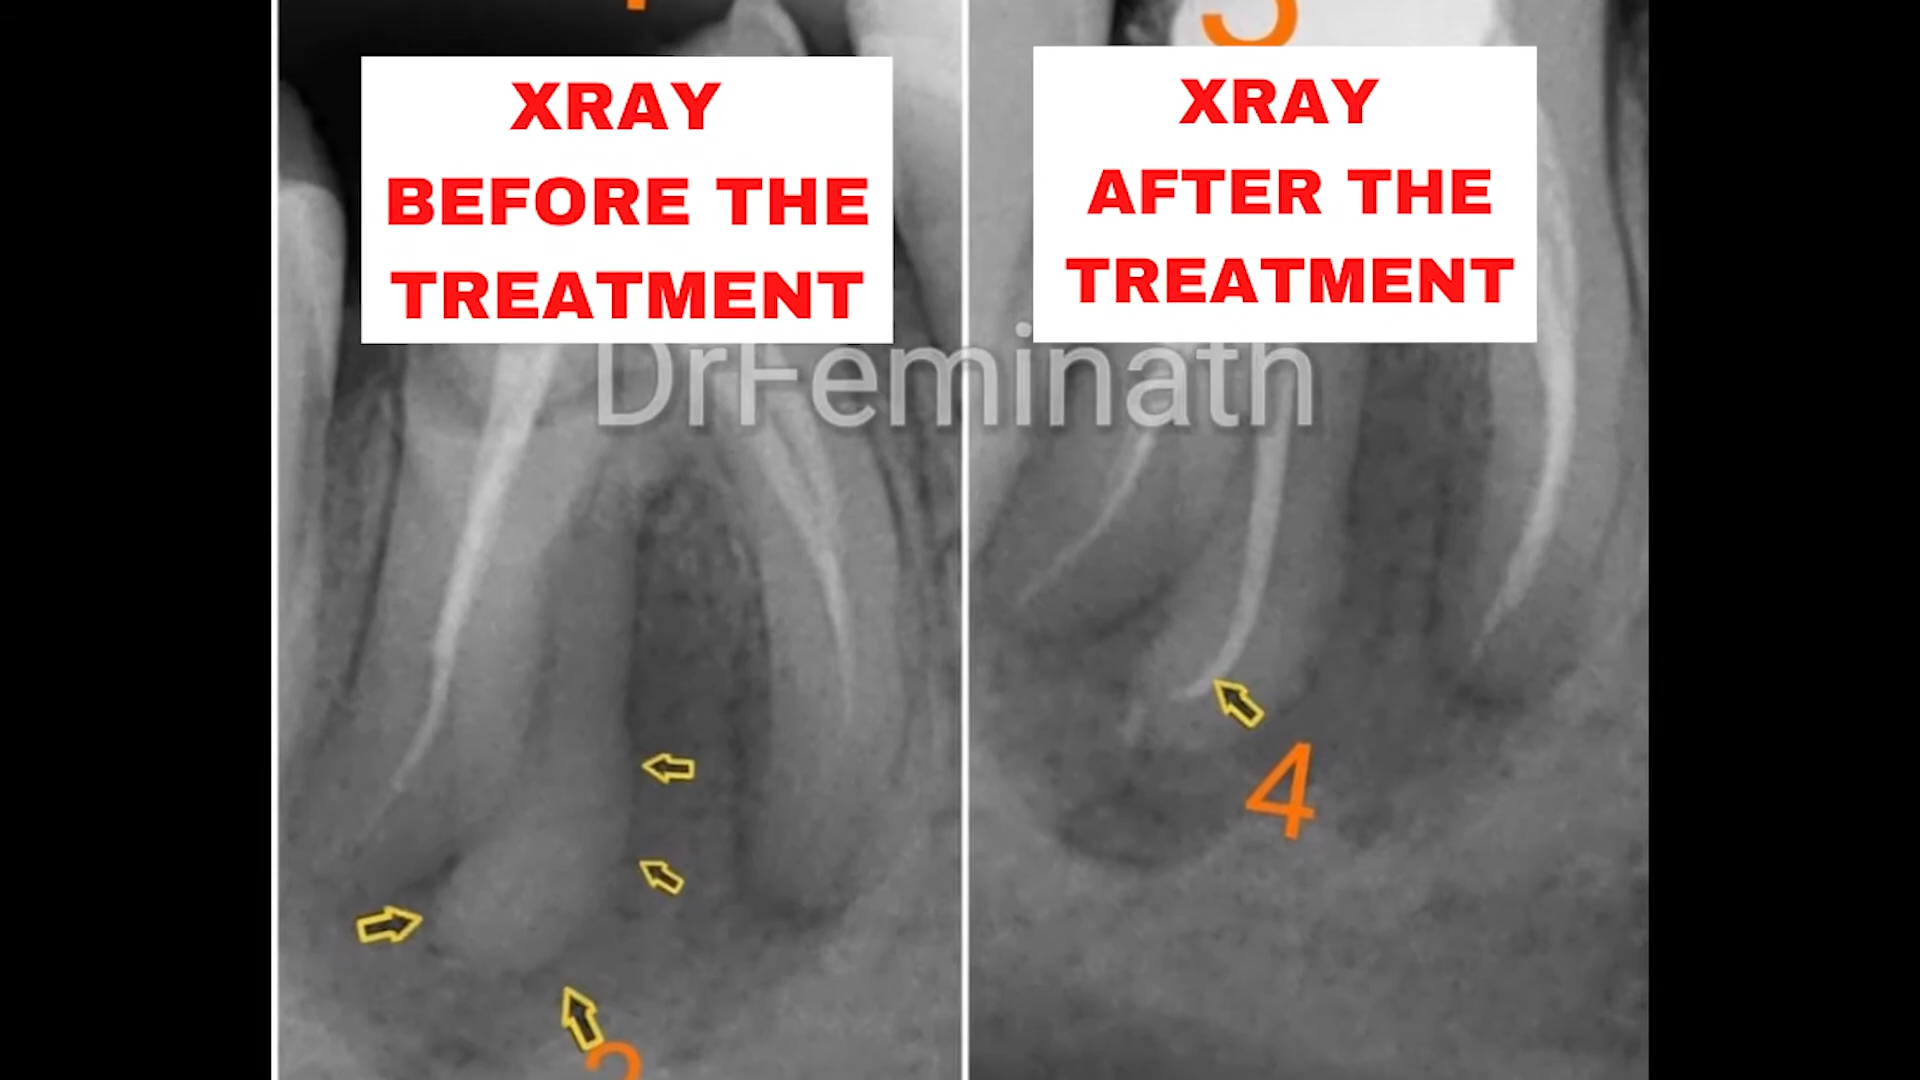 XRAY
BEFORE THE
TREATMENT
XRAY
AFTER THE
TREATMENT
DrFeminath
4